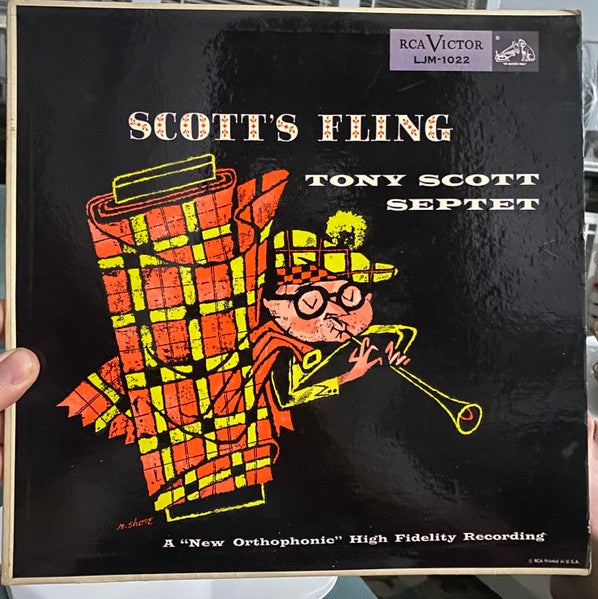 RCA VICTOR
LJM-1022
"HIS MASTER'S VOICE"
SCOTT'S FLING
TONY SCOTT
SEPTET
R. Shore
A "New Orthophonic" High Fidelity Recording
© RCA Printed in U.S.A.